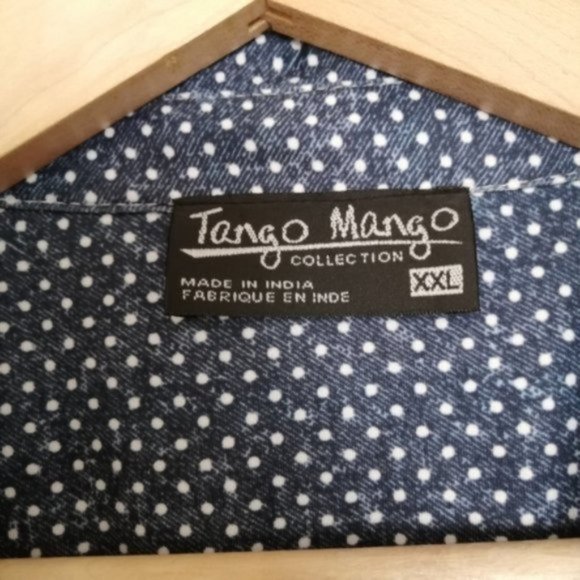 Tango Mango
COLLECTION
MADE IN INDIA
FABRIQUE EN INDE
XXL